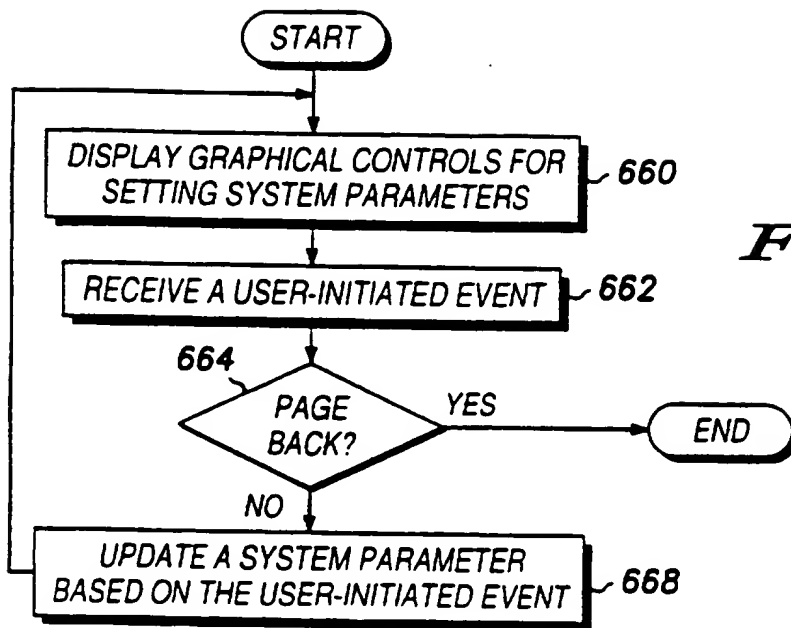 START
DISPLAY GRAPHICAL CONTROLS FOR
SETTING SYSTEM PARAMETERS
660
F
RECEIVE A USER-INITIATED EVENT
662
664
PAGE
BACK?
YES
END
NO
UPDATE A SYSTEM PARAMETER
BASED ON THE USER-INITIATED EVENT
668